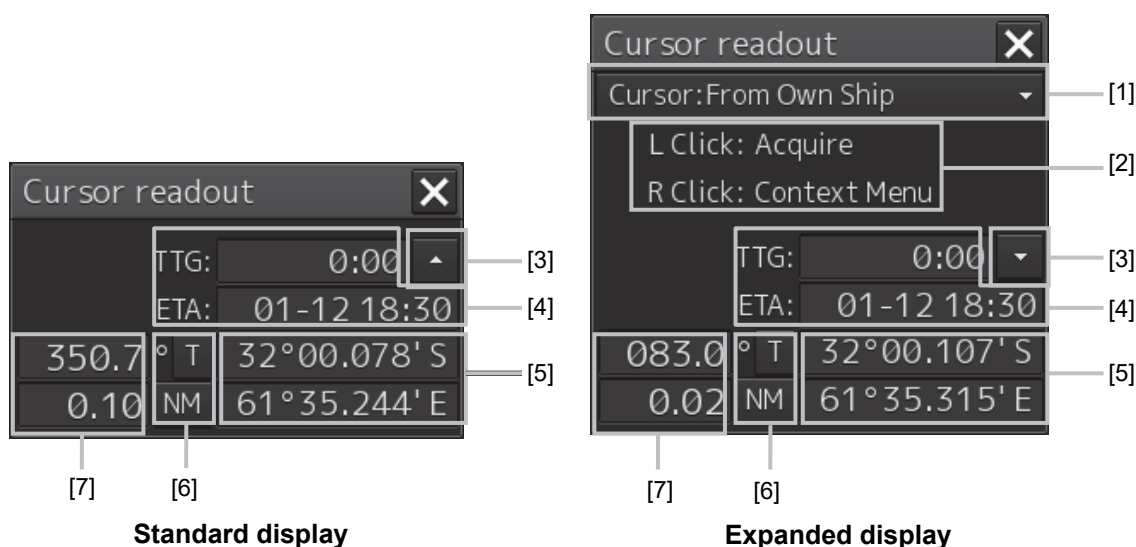 Cursor readout
TTG: 0:00
[3]
ETA: 01-12 18:30
[4]
350.7 ° T 32°00.078'S
0.10 NM 61°35.244'E
[5]
[7]
[6]
Standard display
Cursor readout
Cursor:From Own Ship
[1]
L Click: Acquire
R Click: Context Menu
[2]
TTG: 0:00
[3]
ETA: 01-12 18:30
[4]
083.0 ° T 32°00.107'S
0.02 NM 61°35.315'E
[5]
[7]
[6]
Expanded display